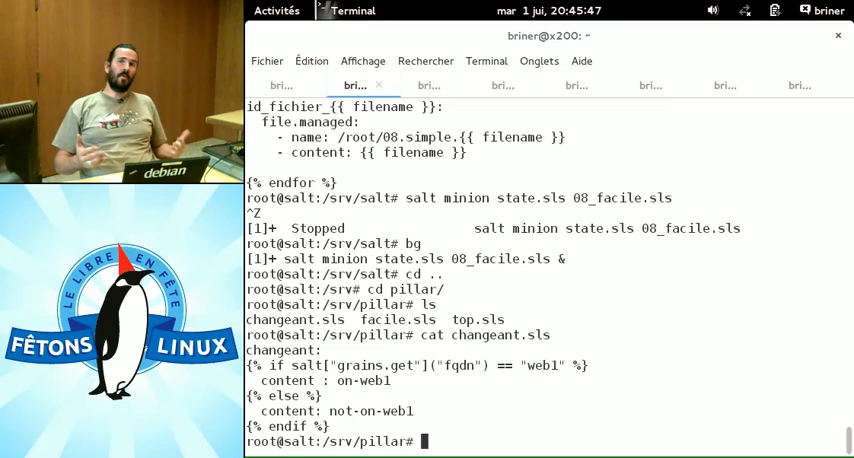 Activités
Terminal
mar 1 jui, 20:45:47
briner
briner@x200: ~
Fichier Édition Affichage Rechercher Terminal Onglets Aide
bri... bri... bri... bri... bri... bri... bri... bri...
id_fichier_{{ filename }}:
  file.managed:
    - name: /root/08.simple.{{ filename }}
    - content: {{ filename }}
{% endfor %}
root@salt:/srv/salt# salt minion state.sls 08_facile.sls
^Z
[1]+  Stopped                 salt minion state.sls 08_facile.sls
root@salt:/srv/salt# bg
[1]+ salt minion state.sls 08_facile.sls &
root@salt:/srv/salt# cd ..
root@salt:/srv# cd pillar/
root@salt:/srv/pillar# ls
changeant.sls  facile.sls  top.sls
root@salt:/srv/pillar# cat changeant.sls
changeant:
{% if salt["grains.get"]("fqdn") == "web1" %}
  content : on-web1
{% else %}
  content: not-on-web1
{% endif %}
root@salt:/srv/pillar#
debian
LE LIBRE EN FÊTE
FÊTONS LINUX